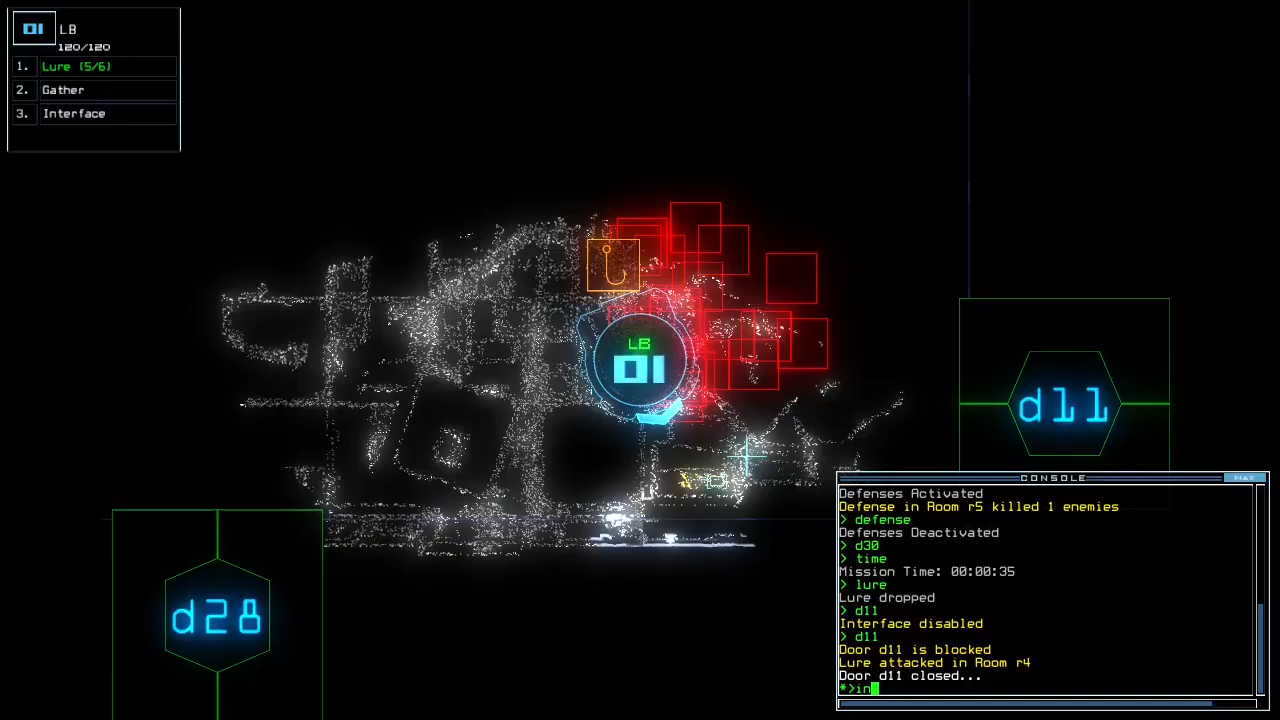 01 LB
120/120
1. Lure (5/6)
2. Gather
3. Interface
LB
01
d11
d28
CONSOLE
MAX
Defenses Activated
Defense in Room r5 killed 1 enemies
> defense
Defenses Deactivated
> d30
> time
Mission Time: 00:00:35
> lure
Lure dropped
> d11
Interface disabled
> d11
Door d11 is blocked
Lure attacked in Room r4
Door d11 closed...
*>in